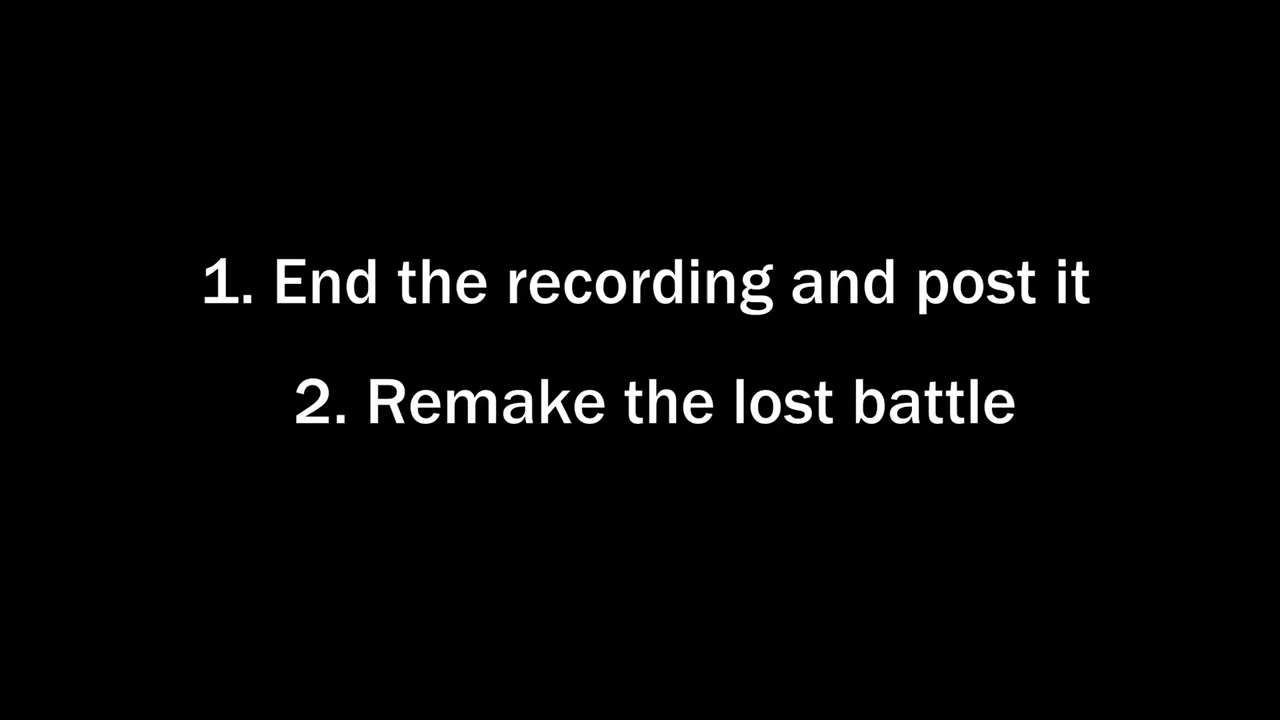 1. End the recording and post it
2. Remake the lost battle